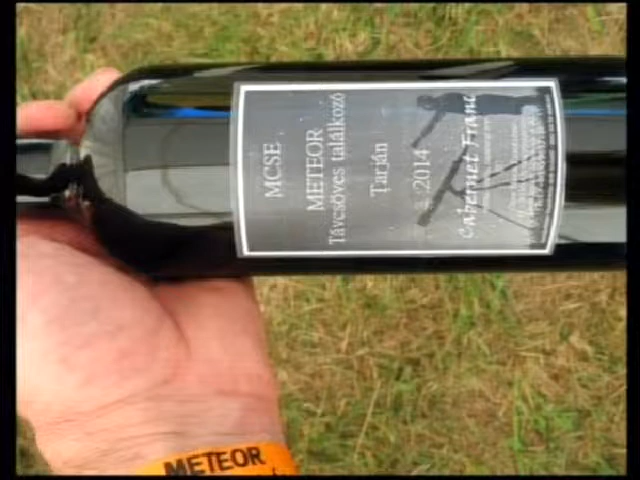 MCSE
METEOR
Távcsöves találkozó
Tarján
2014
Cabernet Franc
METEOR